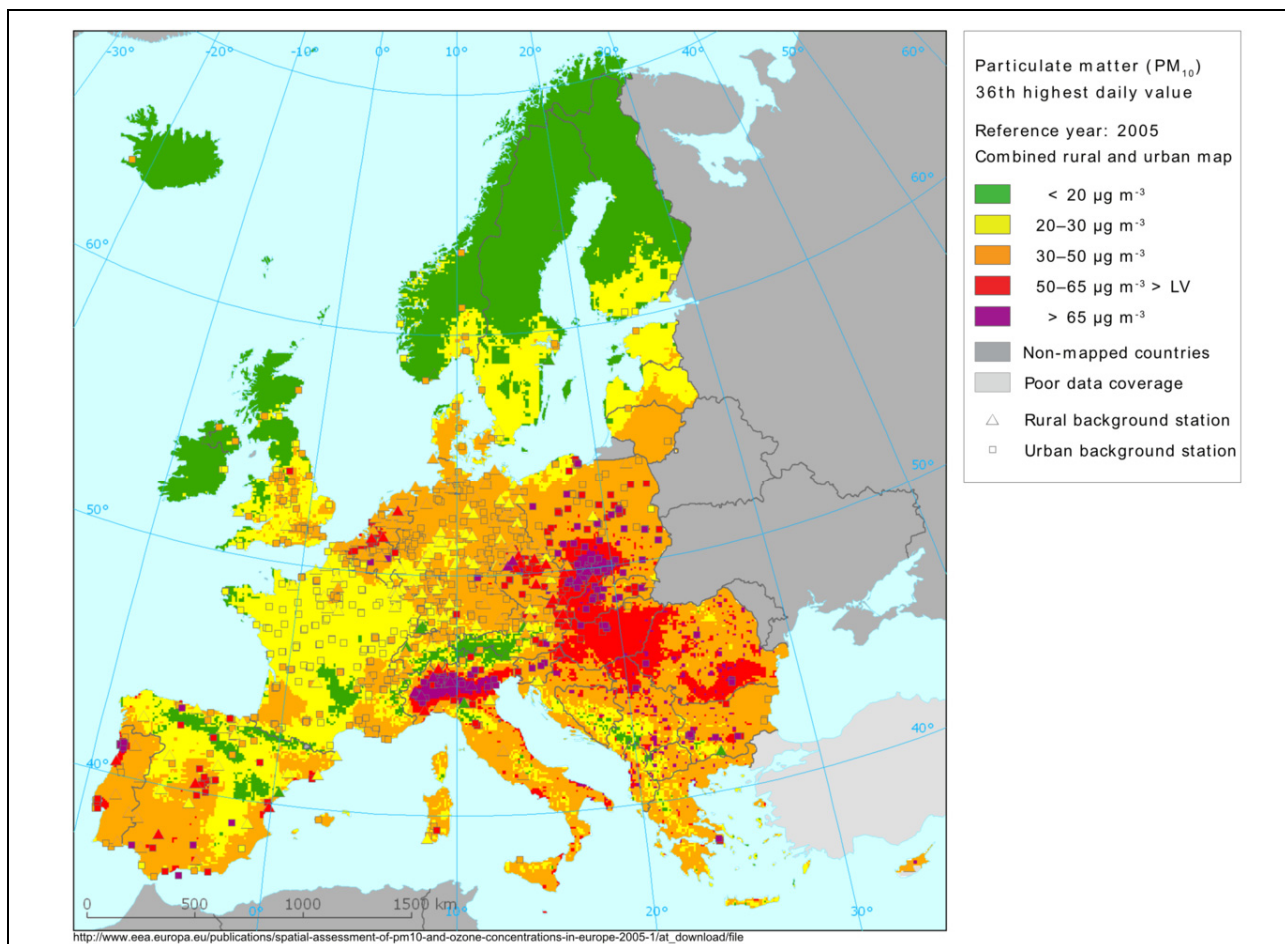 -30° -20° -10° 0° 10° 20° 30° 40° 50° 60°
60°
60°
50°
50°
40°
40°
0 500 1000 1500 km
0° 10° 20° 30°
http://www.eea.europa.eu/publications/spatial-assessment-of-pm10-and-ozone-concentrations-in-europe-2005-1/at_download/file
Particulate matter (PM10)
36th highest daily value
Reference year: 2005
Combined rural and urban map
< 20 µg m-3
20–30 µg m-3
30–50 µg m-3
50–65 µg m-3 > LV
> 65 µg m-3
Non-mapped countries
Poor data coverage
Rural background station
Urban background station